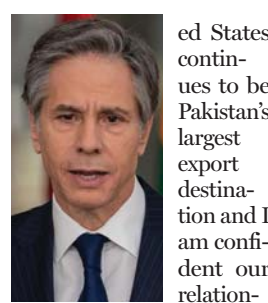 ed States
contin-
ues to be
Pakistan's
largest
export
destina-
tion and I
am confi-
dent our
relation-